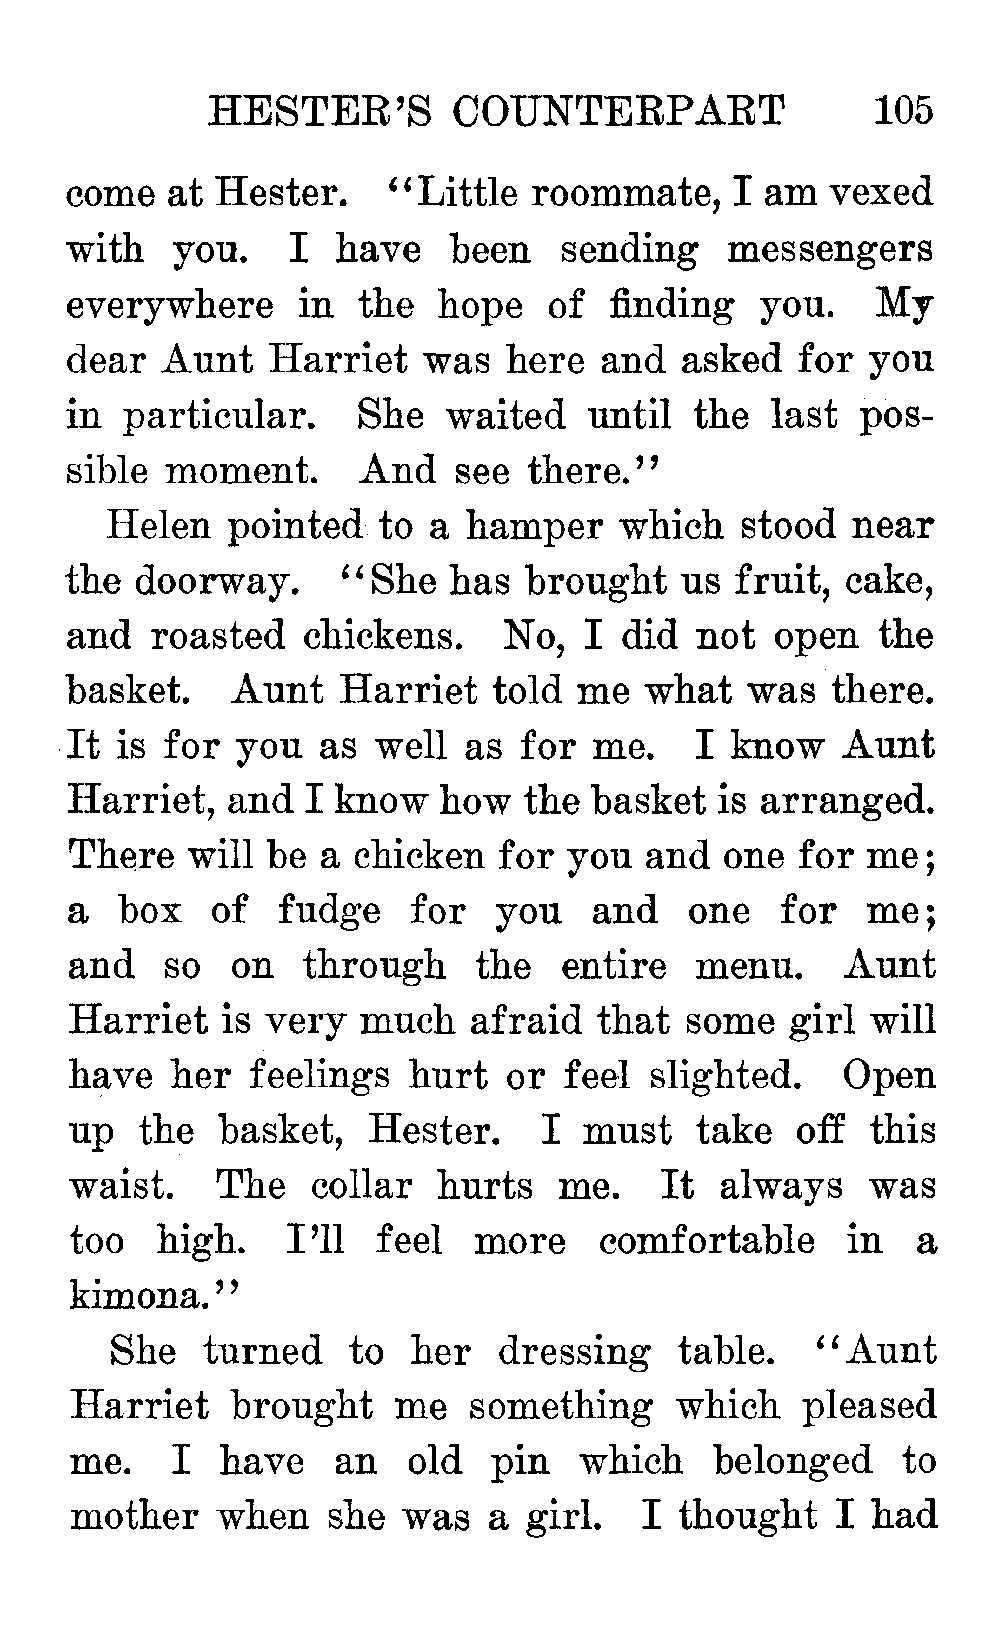 HESTER'S COUNTERPART 105
come at Hester. "Little roommate, I am vexed
with you. I have been sending messengers
everywhere in the hope of finding you. My
dear Aunt Harriet was here and asked for you
in particular. She waited until the last pos-
sible moment. And see there."
Helen pointed to a hamper which stood near
the doorway. "She has brought us fruit, cake,
and roasted chickens. No, I did not open the
basket. Aunt Harriet told me what was there.
It is for you as well as for me. I know Aunt
Harriet, and I know how the basket is arranged.
There will be a chicken for you and one for me;
a box of fudge for you and one for me;
and so on through the entire menu. Aunt
Harriet is very much afraid that some girl will
have her feelings hurt or feel slighted. Open
up the basket, Hester. I must take off this
waist. The collar hurts me. It always was
too high. I'll feel more comfortable in a
kimona."
She turned to her dressing table. "Aunt
Harriet brought me something which pleased
me. I have an old pin which belonged to
mother when she was a girl. I thought I had